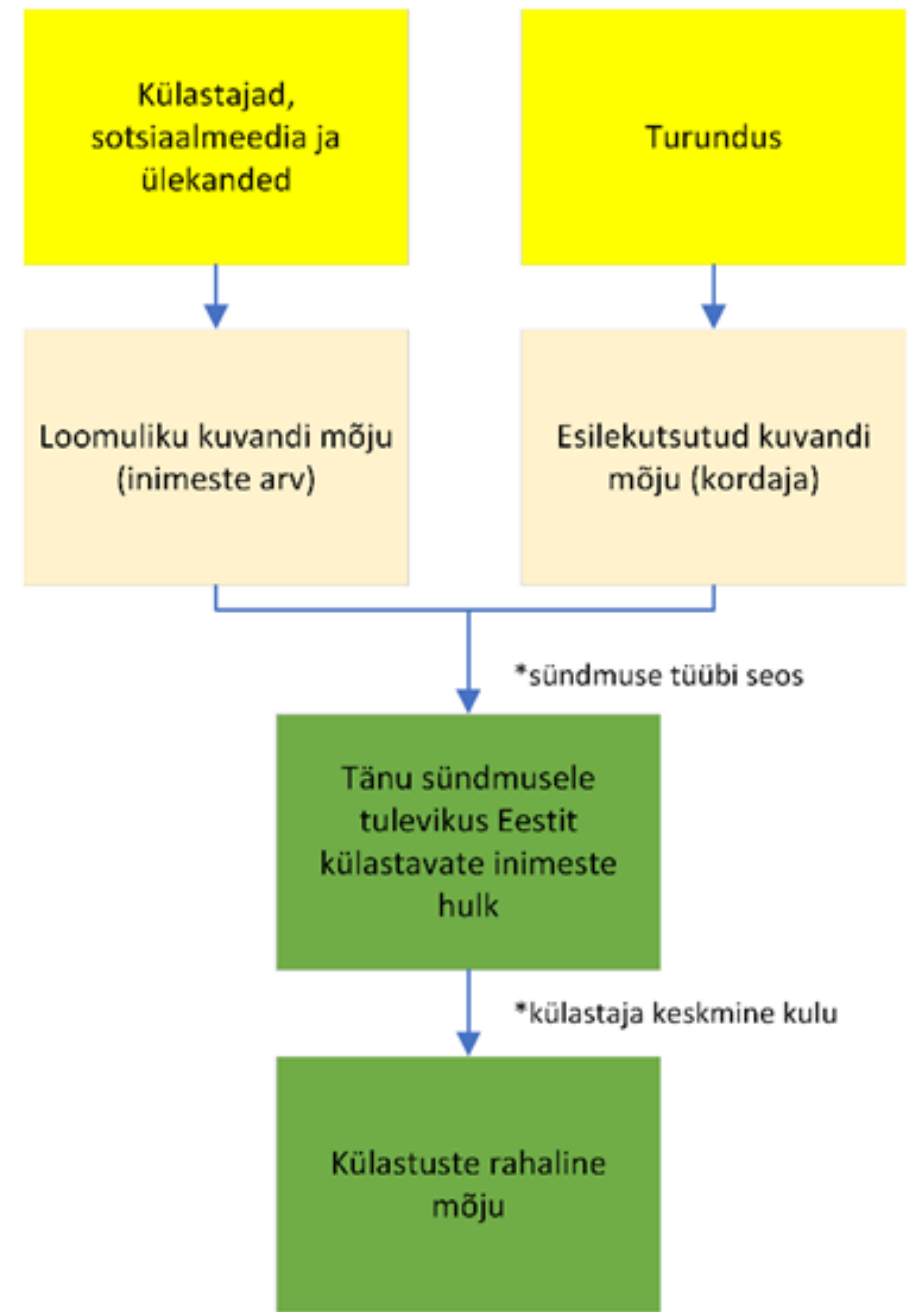 Külastajad,
sotsiaalmeedia ja
ülekanded
Turundus
Loomuliku kuvandi mõju
(inimeste arv)
Esilekutsutud kuvandi
mõju (kordaja)
*sündmuse tüübi seos
Tänu sündmusele
tulevikus Eestit
külastavate inimeste
hulk
*külastaja keskmine kulu
Külastuste rahaline
mõju